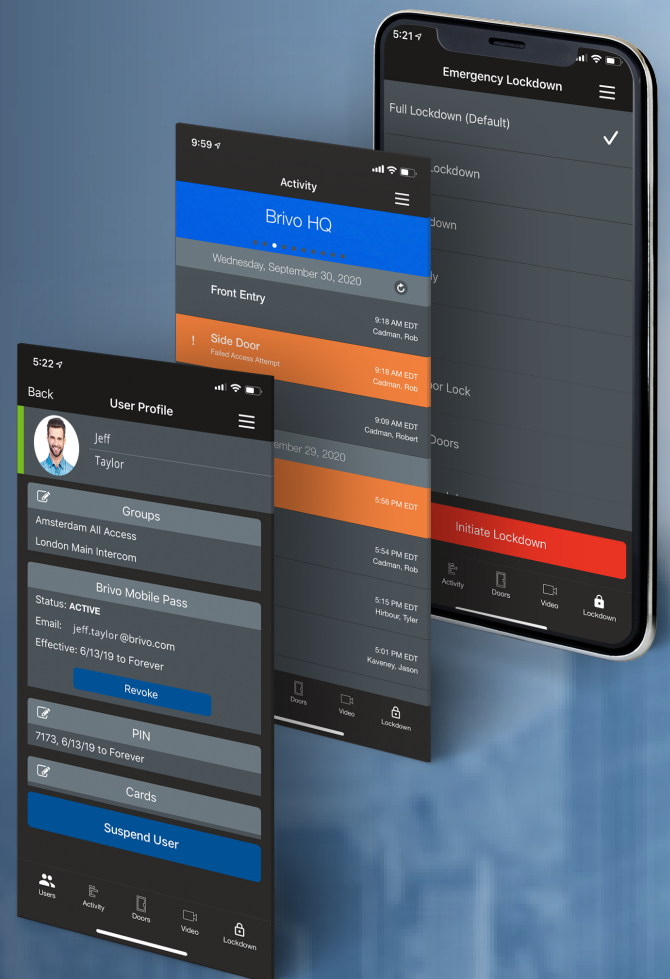 5:21
Emergency Lockdown
Full Lockdown (Default)
Lockdown
Initiate Lockdown
Activity
Doors
Video
Lockdown
9:59
Activity
Brivo HQ
Wednesday, September 30, 2020
Front Entry
9:18 AM EDT
Cadman, Rob
! Side Door
Failed Access Attempt
9:18 AM EDT
Cadman, Rob
9:09 AM EDT
Cadman, Robert
29, 2020
5:56 PM EDT
5:54 PM EDT
Cadman, Rob
5:15 PM EDT
Hirbour, Tyler
5:01 PM EDT
Kaveney, Jason
Doors
Video
Lockdown
5:22
Back
User Profile
Jeff
Taylor
Groups
Amsterdam All Access
London Main Intercom
Brivo Mobile Pass
Status: ACTIVE
Email: jeff.taylor@brivo.com
Effective: 6/13/19 to Forever
Revoke
PIN
7173, 6/13/19 to Forever
Cards
Suspend User
Users
Activity
Doors
Video
Lockdown